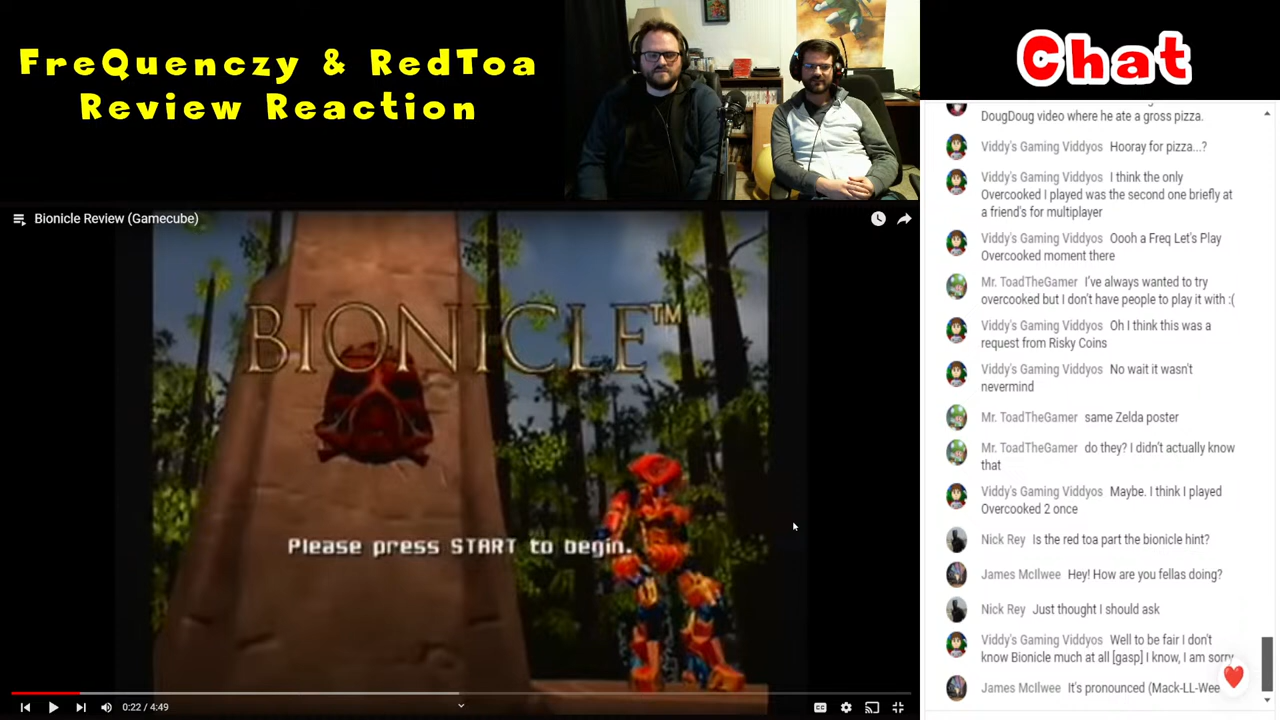 FreQuenczy & RedToa
Review Reaction
Chat
Bionicle Review (Gamecube)
BIONICLE™
Please press START to begin.
0:22 / 4:49
DougDoug video where he ate a gross pizza.
Viddy's Gaming Viddyos Hooray for pizza...?
Viddy's Gaming Viddyos I think the only
Overcooked I played was the second one briefly at
a friend's for multiplayer
Viddy's Gaming Viddyos Oooh a Freq Let's Play
Overcooked moment there
Mr. ToadTheGamer I've always wanted to try
overcooked but I don't have people to play it with :(
Viddy's Gaming Viddyos Oh I think this was a
request from Risky Coins
Viddy's Gaming Viddyos No wait it wasn't
nevermind
Mr. ToadTheGamer same Zelda poster
Mr. ToadTheGamer do they? I didn't actually know
that
Viddy's Gaming Viddyos Maybe. I think I played
Overcooked 2 once
Nick Rey Is the red toa part the bionicle hint?
James McIlwee Hey! How are you fellas doing?
Nick Rey Just thought I should ask
Viddy's Gaming Viddyos Well to be fair I don't
know Bionicle much at all [gasp] I know, I am sorry
James McIlwee It's pronounced (Mack-LL-Wee